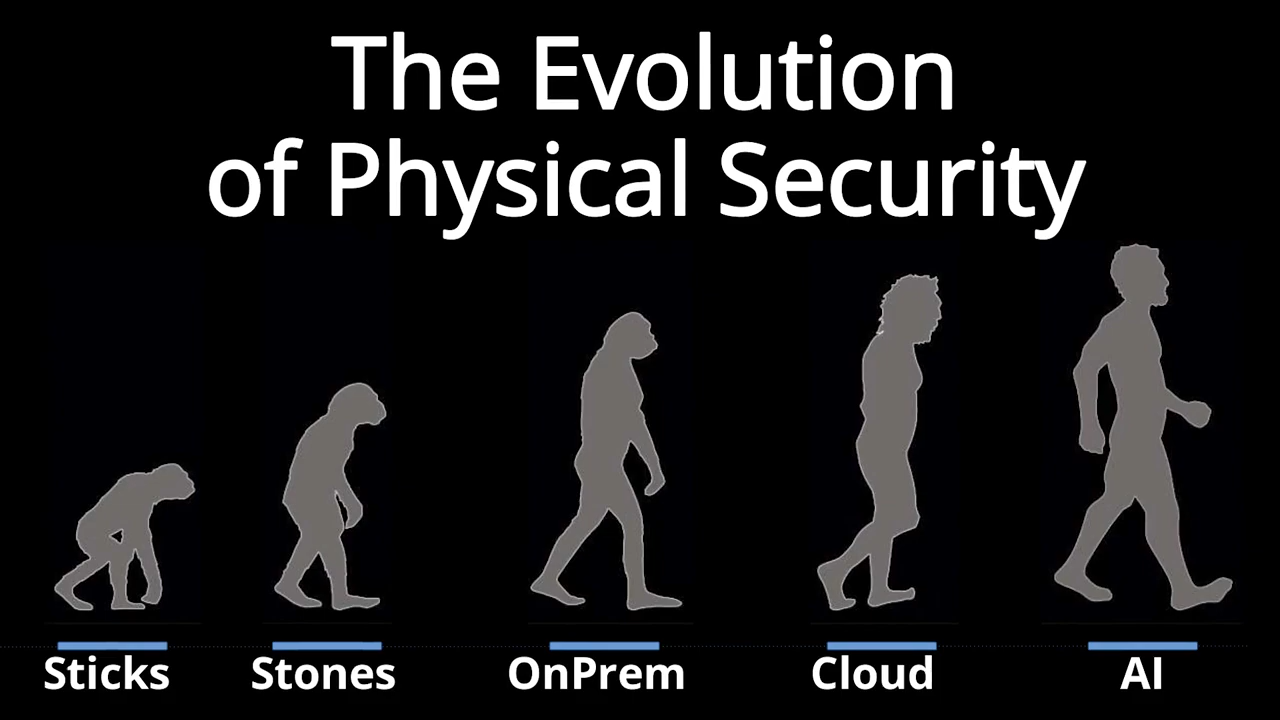 The Evolution
of Physical Security
Sticks Stones OnPrem Cloud AI